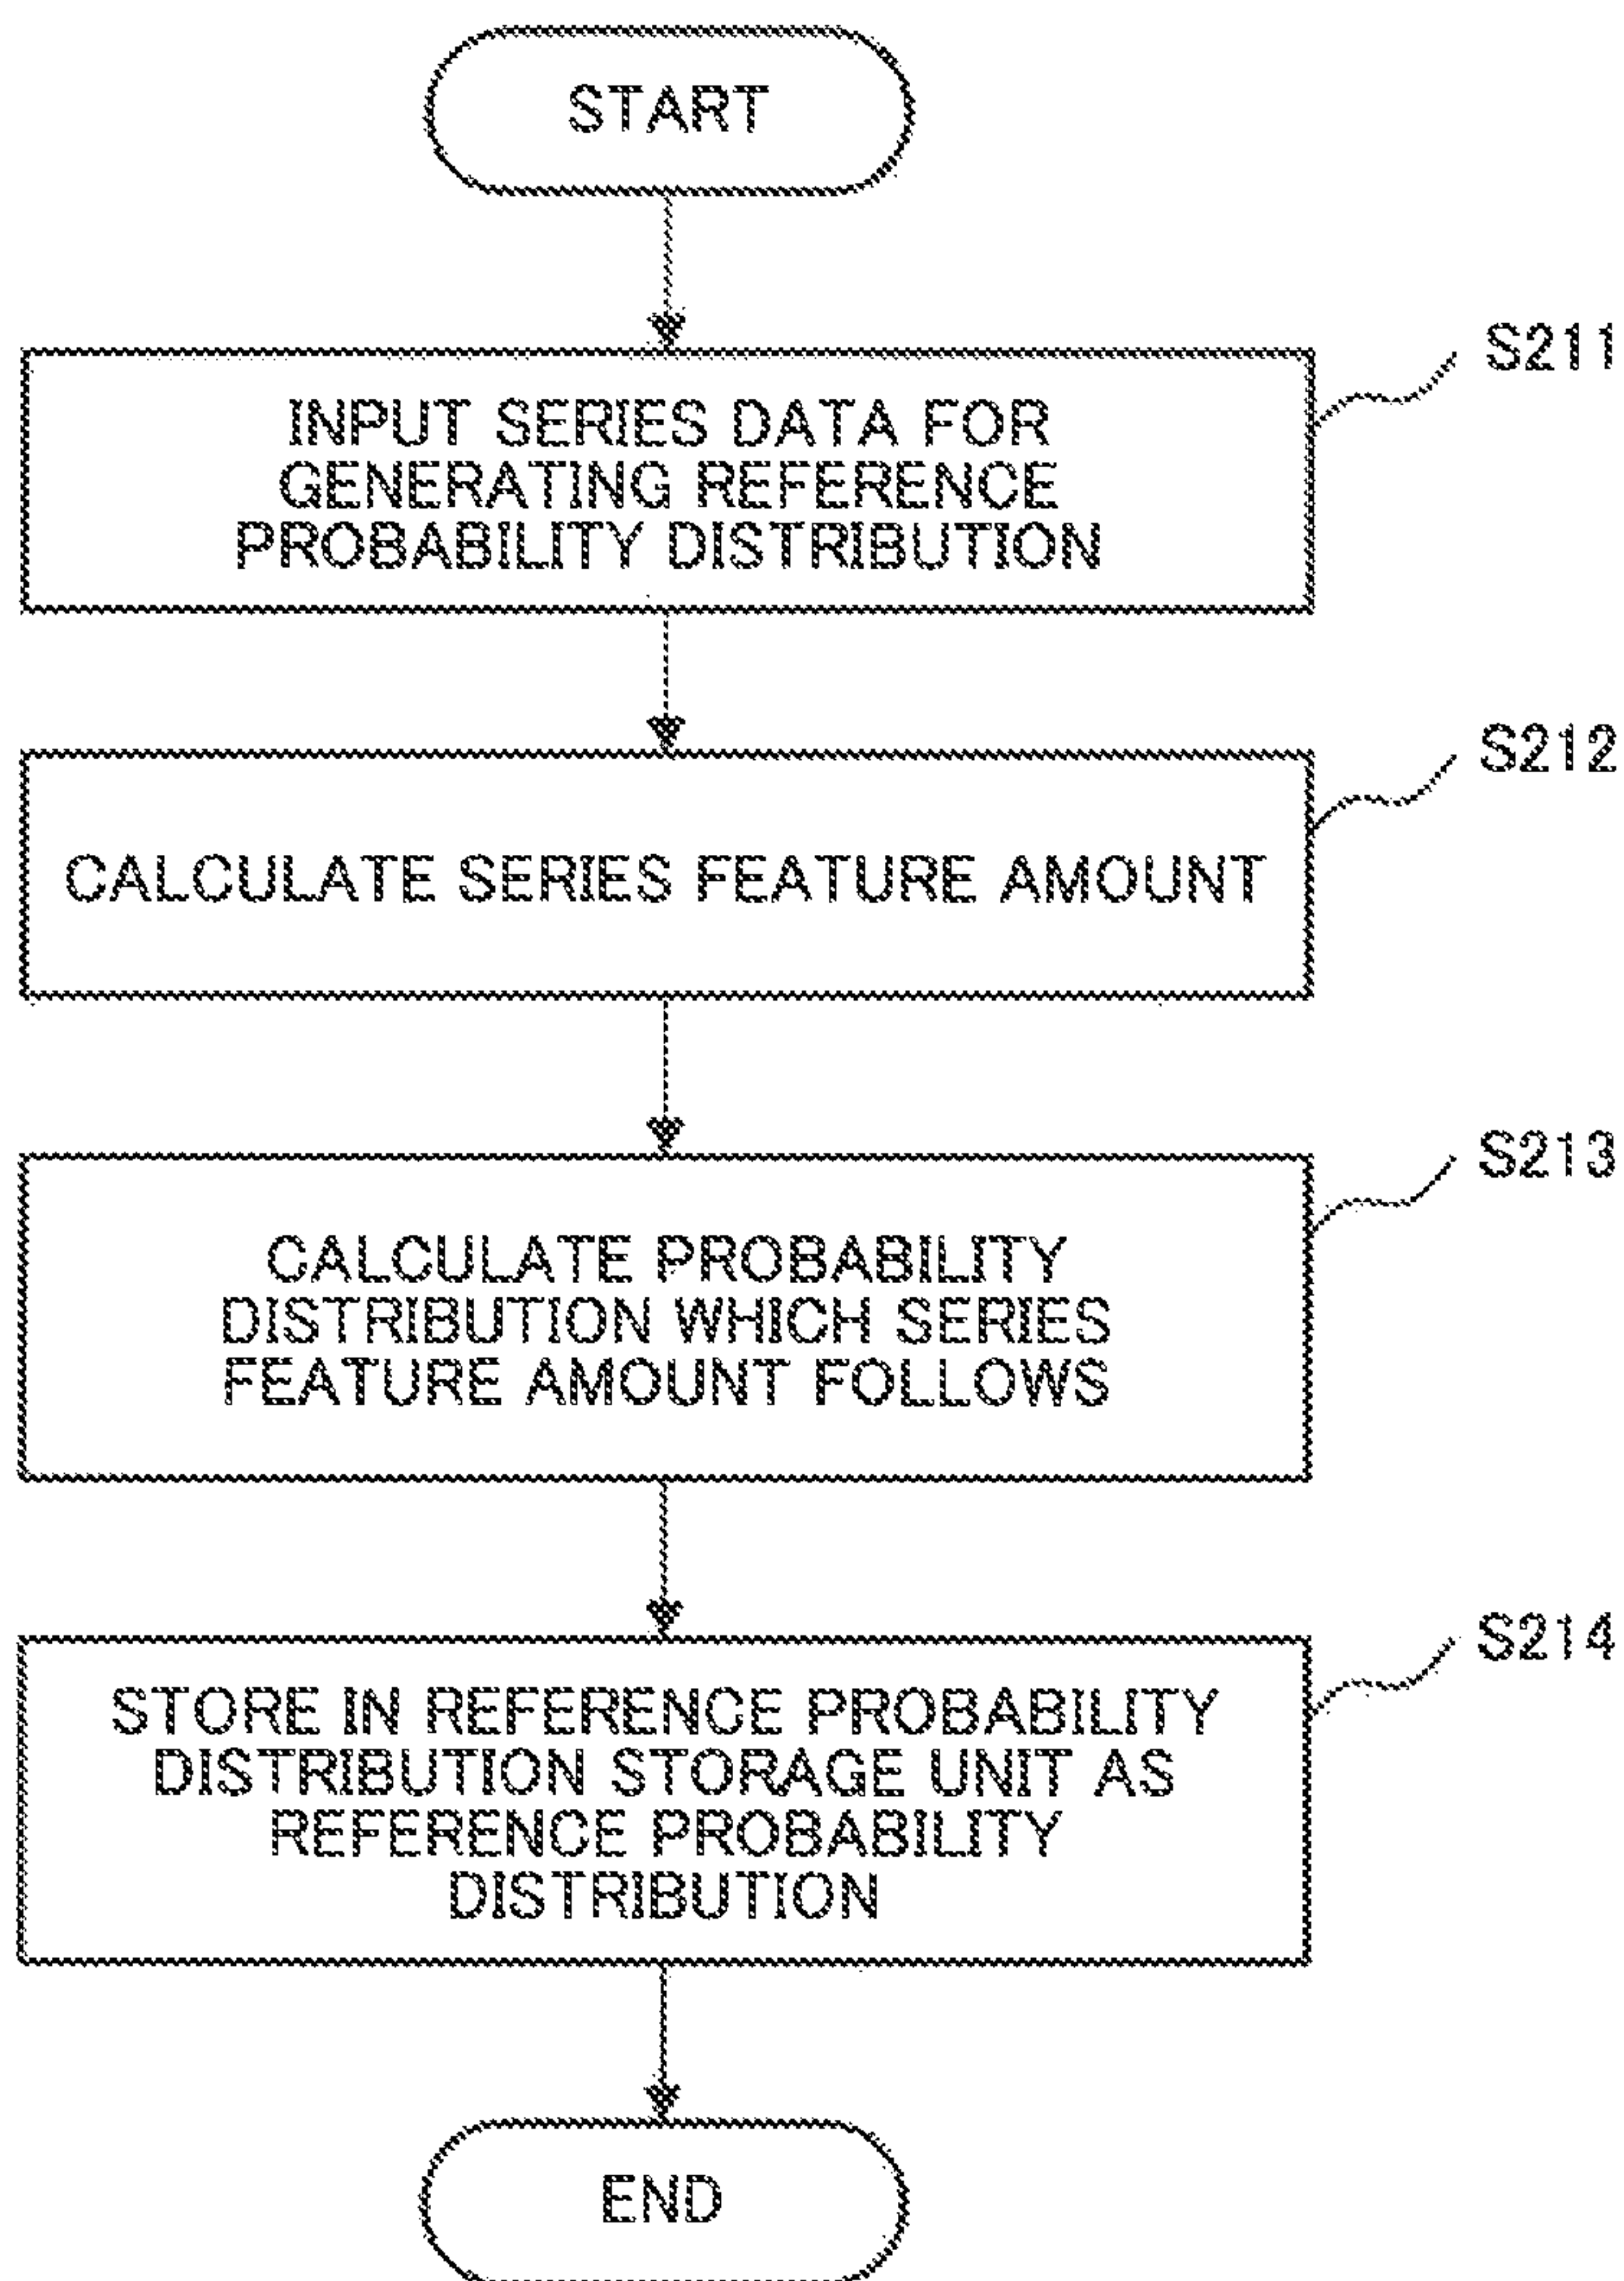 START
S211
INPUT SERIES DATA FOR
GENERATING REFERENCE
PROBABILITY DISTRIBUTION
S212
CALCULATE SERIES FEATURE AMOUNT
S213
CALCULATE PROBABILITY
DISTRIBUTION WHICH SERIES
FEATURE AMOUNT FOLLOWS
S214
STORE IN REFERENCE PROBABILITY
DISTRIBUTION STORAGE UNIT AS
REFERENCE PROBABILITY
DISTRIBUTION
END